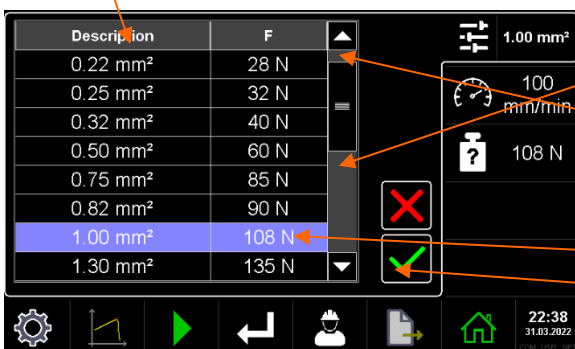 Description F
0.22 mm² 28 N
0.25 mm² 32 N
0.32 mm² 40 N
0.50 mm² 60 N
0.75 mm² 85 N
0.82 mm² 90 N
1.00 mm² 108 N
1.30 mm² 135 N
1.00 mm²
100
mm/min
?
108 N
22:38
31.03.2022